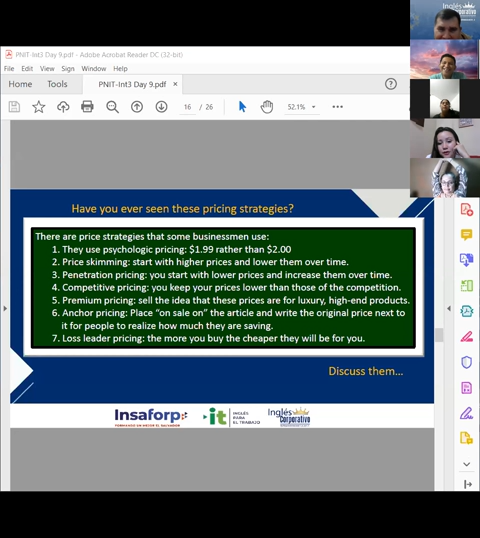 Inglés
Corporativo
PNIT-Int3 Day 9.pdf - Adobe Acrobat Reader DC (32-bit)
File Edit View Sign Window Help
Home Tools PNIT-Int3 Day 9.pdf ×
16 / 26 52.1%
Have you ever seen these pricing strategies?
There are price strategies that some businessmen use:
1. They use psychologic pricing: $1.99 rather than $2.00
2. Price skimming: start with higher prices and lower them over time.
3. Penetration pricing: you start with lower prices and increase them over time.
4. Competitive pricing: you keep your prices lower than those of the competition.
5. Premium pricing: sell the idea that these prices are for luxury, high-end products.
6. Anchor pricing: Place "on sale on" the article and write the original price next to
it for people to realize how much they are saving.
7. Loss leader pricing: the more you buy the cheaper they will be for you.
Discuss them...
Insaforp
FORMANDO UN MEJOR EL SALVADOR
it
INGLÉS
PARA
EL TRABAJO
Inglés
Corporativo